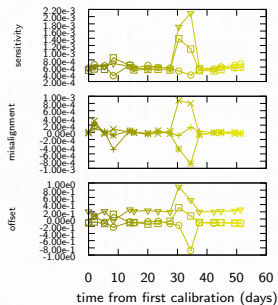 sensitivity
2.20e-3
2.00e-3
1.80e-3
1.60e-3
1.40e-3
1.20e-3
1.00e-3
8.00e-4
6.00e-4
4.00e-4
2.00e-4
misalignment
1.00e-3
8.00e-4
6.00e-4
4.00e-4
2.00e-4
0.00e0
-2.00e-4
-4.00e-4
-6.00e-4
-8.00e-4
-1.00e-3
offset
1.00e0
8.00e-1
6.00e-1
4.00e-1
2.00e-1
0.00e0
-2.00e-1
-4.00e-1
-6.00e-1
-8.00e-1
-1.00e0
0 10 20 30 40 50 60
time from first calibration (days)